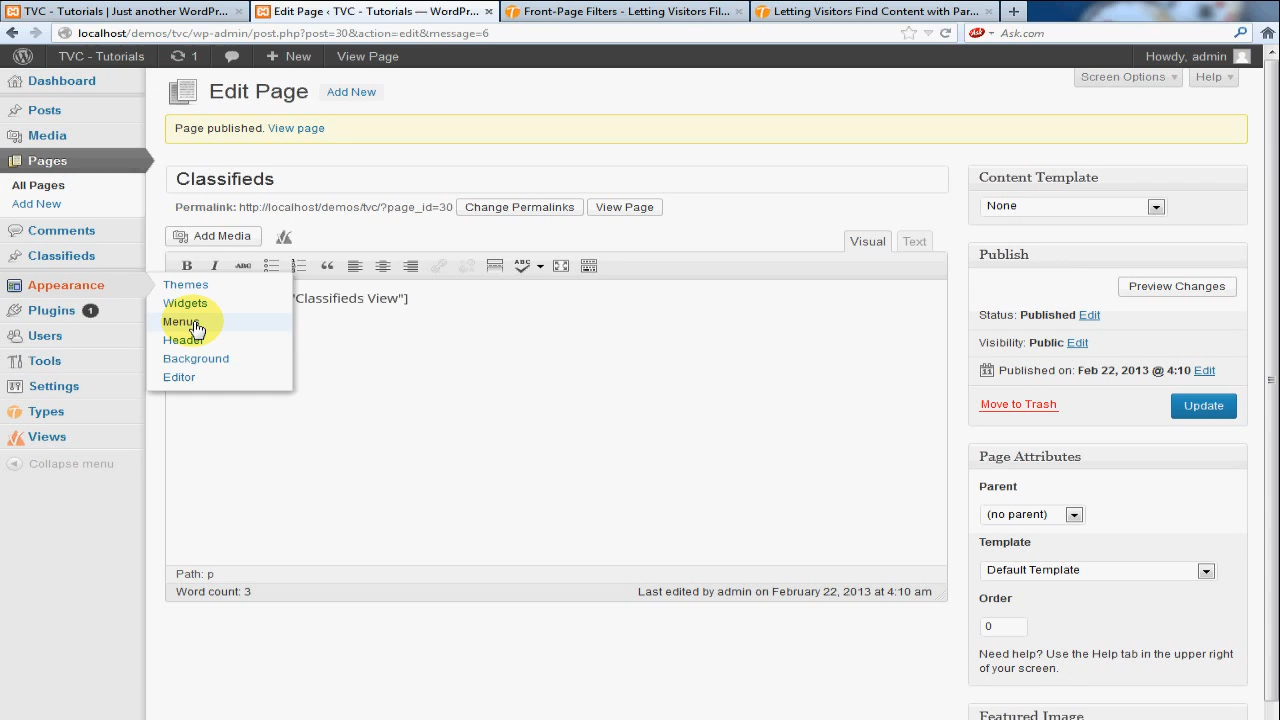 TVC - Tutorials | Just another WordPr...
Edit Page ‹ TVC - Tutorials — WordPr...
Front-Page Filters - Letting Visitors Fil...
Letting Visitors Find Content with Par...
localhost/demos/tvc/wp-admin/post.php?post=30&action=edit&message=6
Ask.com
TVC - Tutorials
1
New
View Page
Howdy, admin
Dashboard
Posts
Media
Pages
All Pages
Add New
Comments
Classifieds
Appearance
Plugins 1
Users
Tools
Settings
Types
Views
Collapse menu
Themes
Widgets
Menus
Header
Background
Editor
Screen Options
Help
Edit Page
Add New
Page published. View page
Classifieds
Permalink: http://localhost/demos/tvc/?page_id=30
Change Permalinks
View Page
Add Media
Visual
Text
B I ABC ABC
"Classifieds View"]
Path: p
Word count: 3
Last edited by admin on February 22, 2013 at 4:10 am
Content Template
None
Publish
Preview Changes
Status: Published Edit
Visibility: Public Edit
Published on: Feb 22, 2013 @ 4:10 Edit
Move to Trash
Update
Page Attributes
Parent
(no parent)
Template
Default Template
Order
0
Need help? Use the Help tab in the upper right
of your screen.
Featured Image